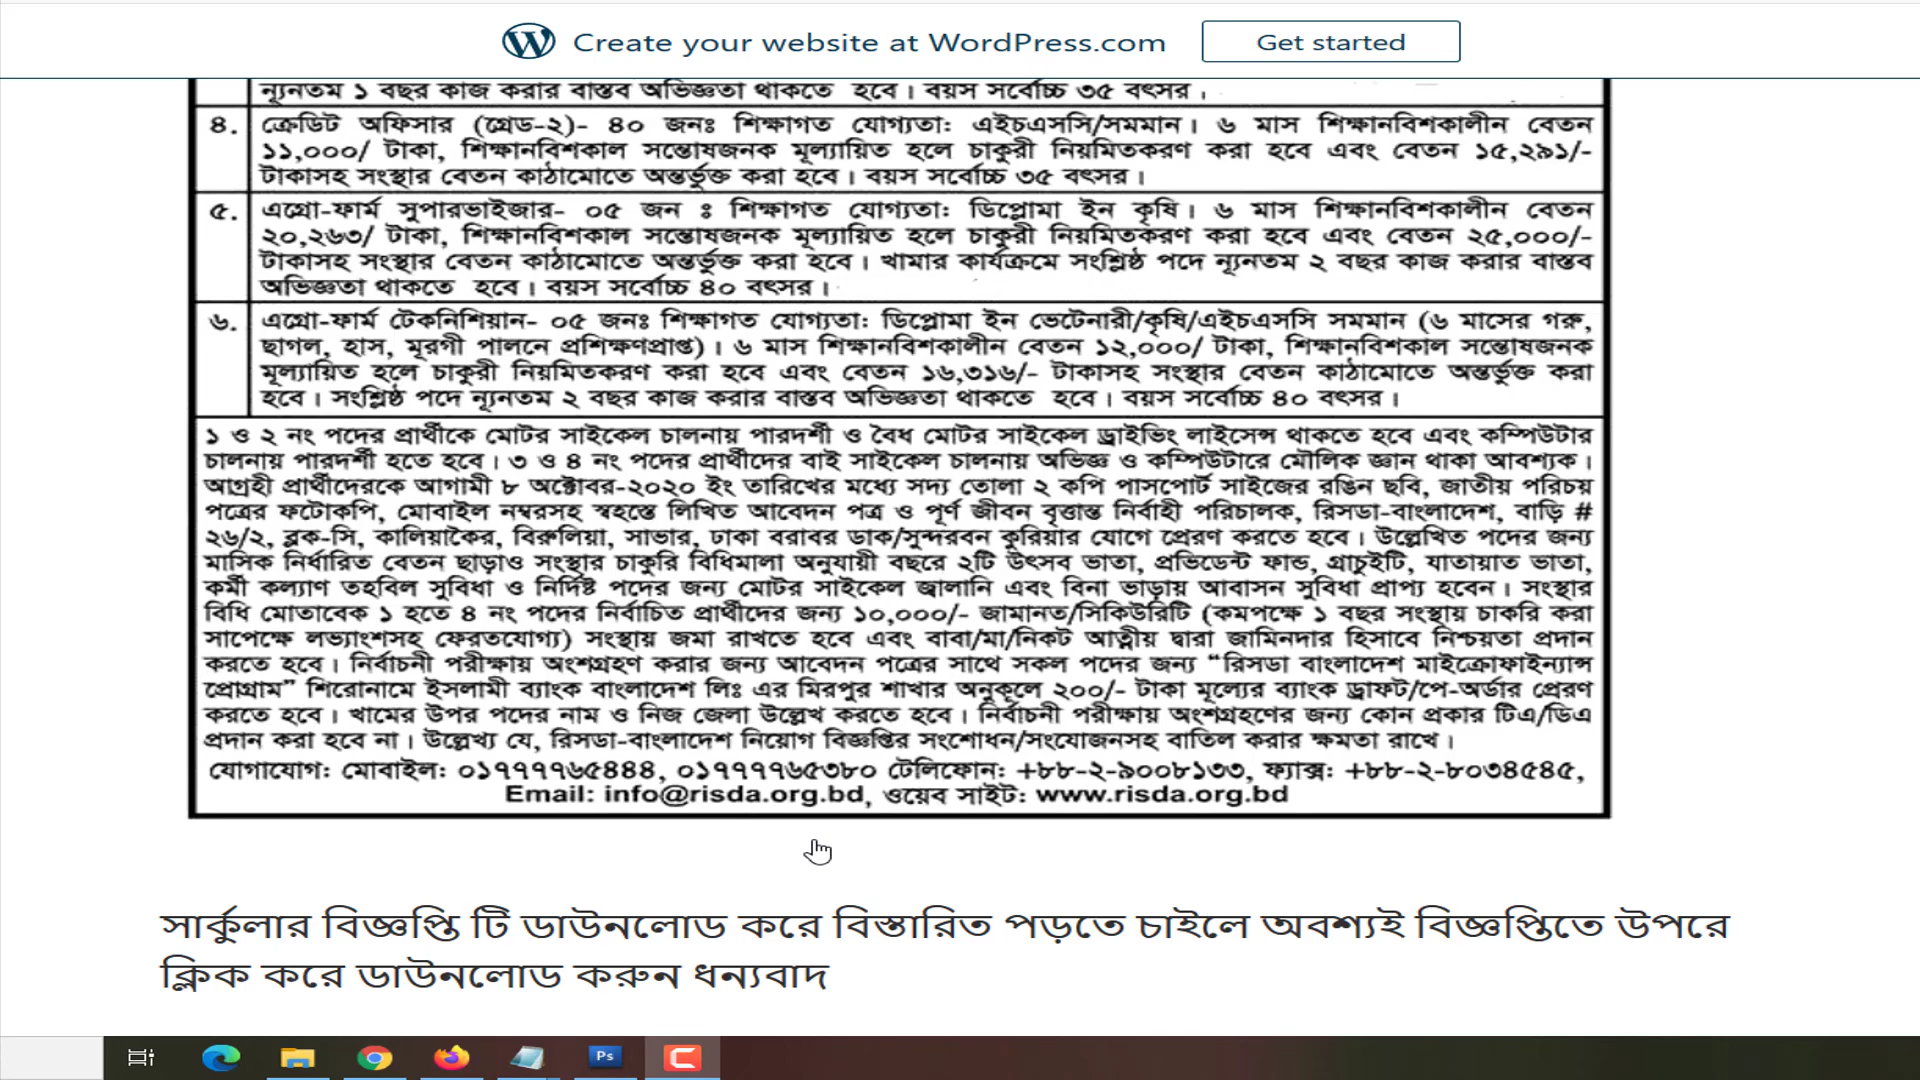 Create your website at WordPress.com Get started
ন্যূনতম ১ বছর কাজ করার বাস্তব অভিজ্ঞতা থাকতে হবে। বয়স সর্বোচ্চ ৩৫ বৎসর।
৪. ক্রেডিট অফিসার (গ্রেড-২)- ৪০ জনঃ শিক্ষাগত যোগ্যতা: এইচএসসি/সমমান। ৬ মাস শিক্ষানবিশকালীন বেতন
১১,০০০/ টাকা, শিক্ষানবিশকাল সন্তোষজনক মূল্যায়িত হলে চাকুরী নিয়মিতকরণ করা হবে এবং বেতন ১৫,২৯১/-
টাকাসহ সংস্থার বেতন কাঠামোতে অন্তর্ভুক্ত করা হবে। বয়স সর্বোচ্চ ৩৫ বৎসর।
৫. এগ্রো-ফার্ম সুপারভাইজার- ০৫ জন ঃ শিক্ষাগত যোগ্যতা: ডিপ্লোমা ইন কৃষি। ৬ মাস শিক্ষানবিশকালীন বেতন
২০,২৬৩/ টাকা, শিক্ষানবিশকাল সন্তোষজনক মূল্যায়িত হলে চাকুরী নিয়মিতকরণ করা হবে এবং বেতন ২৫,০০০/-
টাকাসহ সংস্থার বেতন কাঠামোতে অন্তর্ভুক্ত করা হবে। খামার কার্যক্রমে সংশ্লিষ্ঠ পদে ন্যূনতম ২ বছর কাজ করার বাস্তব
অভিজ্ঞতা থাকতে হবে। বয়স সর্বোচ্চ ৪০ বৎসর।
৬. এগ্রো-ফার্ম টেকনিশিয়ান- ০৫ জনঃ শিক্ষাগত যোগ্যতা: ডিপ্লোমা ইন ভেটেনারী/কৃষি/এইচএসসি সমমান (৬ মাসের গরু,
ছাগল, হাস, মূরগী পালনে প্রশিক্ষণপ্রাপ্ত)। ৬ মাস শিক্ষানবিশকালীন বেতন ১২,০০০/ টাকা, শিক্ষানবিশকাল সন্তোষজনক
মূল্যায়িত হলে চাকুরী নিয়মিতকরণ করা হবে এবং বেতন ১৬,৩১৬/- টাকাসহ সংস্থার বেতন কাঠামোতে অন্তর্ভুক্ত করা
হবে। সংশ্লিষ্ঠ পদে ন্যূনতম ২ বছর কাজ করার বাস্তব অভিজ্ঞতা থাকতে হবে। বয়স সর্বোচ্চ ৪০ বৎসর।
১ ও ২ নং পদের প্রার্থীকে মোটর সাইকেল চালনায় পারদর্শী ও বৈধ মোটর সাইকেল ড্রাইভিং লাইসেন্স থাকতে হবে এবং কম্পিউটার
চালনায় পারদর্শী হতে হবে। ৩ ও ৪ নং পদের প্রার্থীদের বাই সাইকেল চালনায় অভিজ্ঞ ও কম্পিউটারে মৌলিক জ্ঞান থাকা আবশ্যক।
আগ্রহী প্রার্থীদেরকে আগামী ৮ অক্টোবর-২০২০ ইং তারিখের মধ্যে সদ্য তোলা ২ কপি পাসপোর্ট সাইজের রঙিন ছবি, জাতীয় পরিচয়
পত্রের ফটোকপি, মোবাইল নম্বরসহ স্বহস্তে লিখিত আবেদন পত্র ও পূর্ণ জীবন বৃত্তান্ত নির্বাহী পরিচালক, রিসডা-বাংলাদেশ, বাড়ি #
২৬/২, ব্লক-সি, কালিয়াকৈর, বিরুলিয়া, সাভার, ঢাকা বরাবর ডাক/সুন্দরবন কুরিয়ার যোগে প্রেরণ করতে হবে। উল্লেখিত পদের জন্য
মাসিক নির্ধারিত বেতন ছাড়াও সংস্থার চাকুরি বিধিমালা অনুযায়ী বছরে ২টি উৎসব ভাতা, প্রভিডেন্ট ফান্ড, গ্রাচুইটি, যাতায়াত ভাতা,
কর্মী কল্যাণ তহবিল সুবিধা ও নির্দিষ্ট পদের জন্য মোটর সাইকেল জ্বালানি এবং বিনা ভাড়ায় আবাসন সুবিধা প্রাপ্য হবেন। সংস্থার
বিধি মোতাবেক ১ হতে ৪ নং পদের নির্বাচিত প্রার্থীদের জন্য ১০,০০০/- জামানত/সিকিউরিটি (কমপক্ষে ১ বছর সংস্থায় চাকরি করা
সাপেক্ষে লভ্যাংশসহ ফেরতযোগ্য) সংস্থায় জমা রাখতে হবে এবং বাবা/মা/নিকট আত্নীয় দ্বারা জামিনদার হিসাবে নিশ্চয়তা প্রদান
করতে হবে। নির্বাচনী পরীক্ষায় অংশগ্রহণ করার জন্য আবেদন পত্রের সাথে সকল পদের জন্য “রিসডা বাংলাদেশ মাইক্রোফাইন্যান্স
প্রোগ্রাম” শিরোনামে ইসলামী ব্যাংক বাংলাদেশ লিঃ এর মিরপুর শাখার অনুকূলে ২০০/- টাকা মূল্যের ব্যাংক ড্রাফট/পে-অর্ডার প্রেরণ
করতে হবে। খামের উপর পদের নাম ও নিজ জেলা উল্লেখ করতে হবে। নির্বাচনী পরীক্ষায় অংশগ্রহণের জন্য কোন প্রকার টিএ/ডিএ
প্রদান করা হবে না। উল্লেখ্য যে, রিসডা-বাংলাদেশ নিয়োগ বিজ্ঞপ্তির সংশোধন/সংযোজনসহ বাতিল করার ক্ষমতা রাখে।
যোগাযোগ: মোবাইল: ০১৭৭৭৭৬৫৪৪৪, ০১৭৭৭৭৬৫৩৮০ টেলিফোন: +৮৮-২-৯০০৮১৩৩, ফ্যাক্স: +৮৮-২-৮০৩৪৫৪৫,
Email: info@risda.org.bd, ওয়েব সাইট: www.risda.org.bd
সার্কুলার বিজ্ঞপ্তি টি ডাউনলোড করে বিস্তারিত পড়তে চাইলে অবশ্যই বিজ্ঞপ্তিতে উপরে
ক্লিক করে ডাউনলোড করুন ধন্যবাদ
Ps